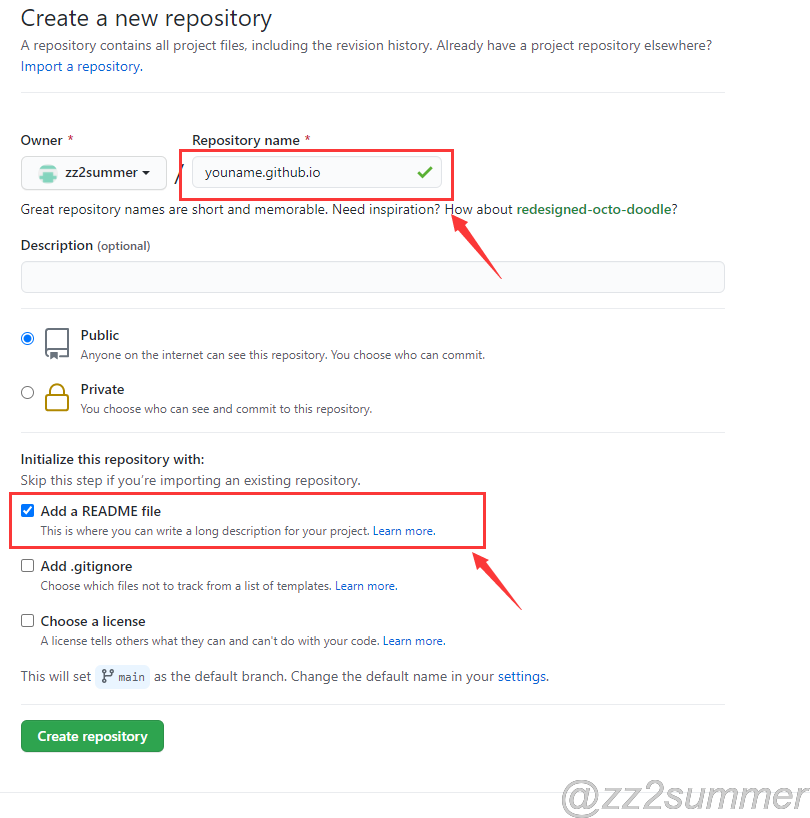 Create a new repository
A repository contains all project files, including the revision history. Already have a project repository elsewhere?
Import a repository.
Owner * Repository name *
zz2summer / youname.github.io
Great repository names are short and memorable. Need inspiration? How about redesigned-octo-doodle?
Description (optional)
Public
Anyone on the internet can see this repository. You choose who can commit.
Private
You choose who can see and commit to this repository.
Initialize this repository with:
Skip this step if you’re importing an existing repository.
Add a README file
This is where you can write a long description for your project. Learn more.
Add .gitignore
Choose which files not to track from a list of templates. Learn more.
Choose a license
A license tells others what they can and can't do with your code. Learn more.
This will set main as the default branch. Change the default name in your settings.
Create repository
@zz2summer